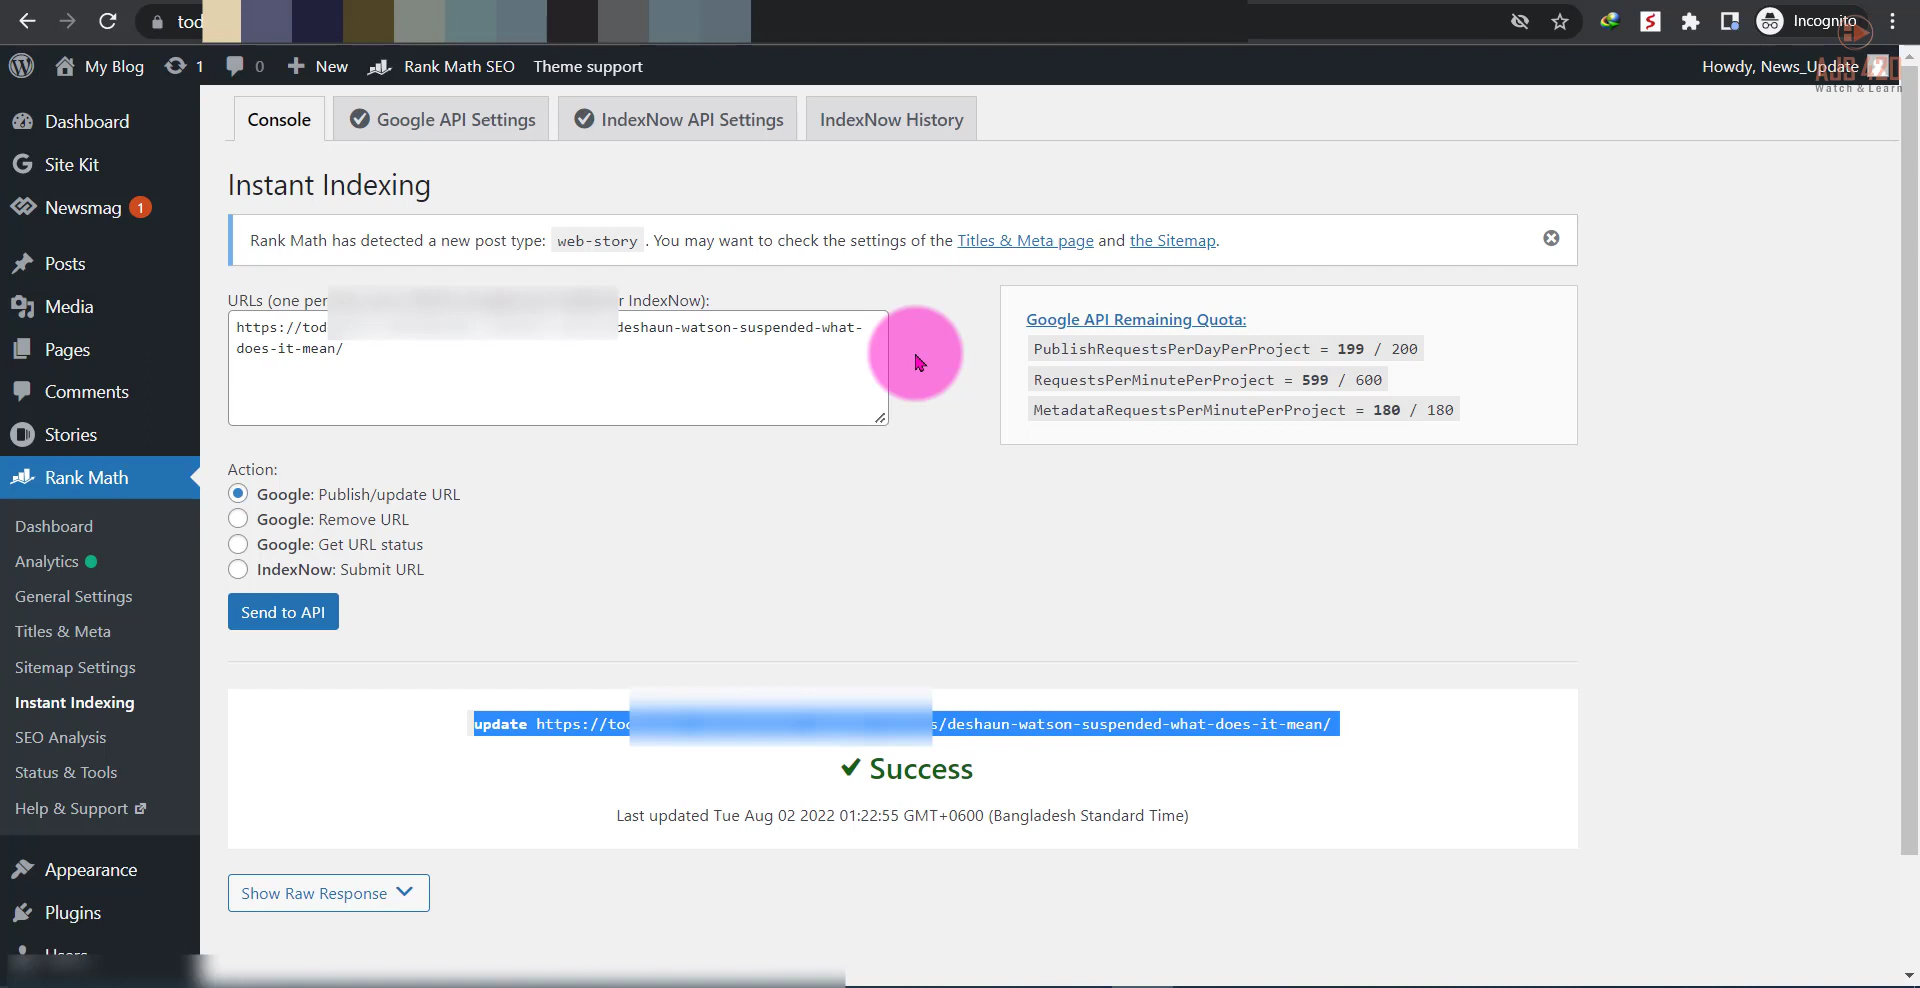 tod
Incognito
My Blog 1 0 New Rank Math SEO Theme support
Howdy, News_Update
AJB 420
Watch & Learn
Dashboard
Site Kit
Newsmag 1
Posts
Media
Pages
Comments
Stories
Rank Math
Dashboard
Analytics
General Settings
Titles & Meta
Sitemap Settings
Instant Indexing
SEO Analysis
Status & Tools
Help & Support
Appearance
Plugins
Users
Console Google API Settings IndexNow API Settings IndexNow History
Instant Indexing
Rank Math has detected a new post type: web-story . You may want to check the settings of the Titles & Meta page and the Sitemap.
URLs (one per r IndexNow):
https://tod deshaun-watson-suspended-what-
does-it-mean/
Google API Remaining Quota:
PublishRequestsPerDayPerProject = 199 / 200
RequestsPerMinutePerProject = 599 / 600
MetadataRequestsPerMinutePerProject = 180 / 180
Action:
Google: Publish/update URL
Google: Remove URL
Google: Get URL status
IndexNow: Submit URL
Send to API
update https://tod s/deshaun-watson-suspended-what-does-it-mean/
Success
Last updated Tue Aug 02 2022 01:22:55 GMT+0600 (Bangladesh Standard Time)
Show Raw Response